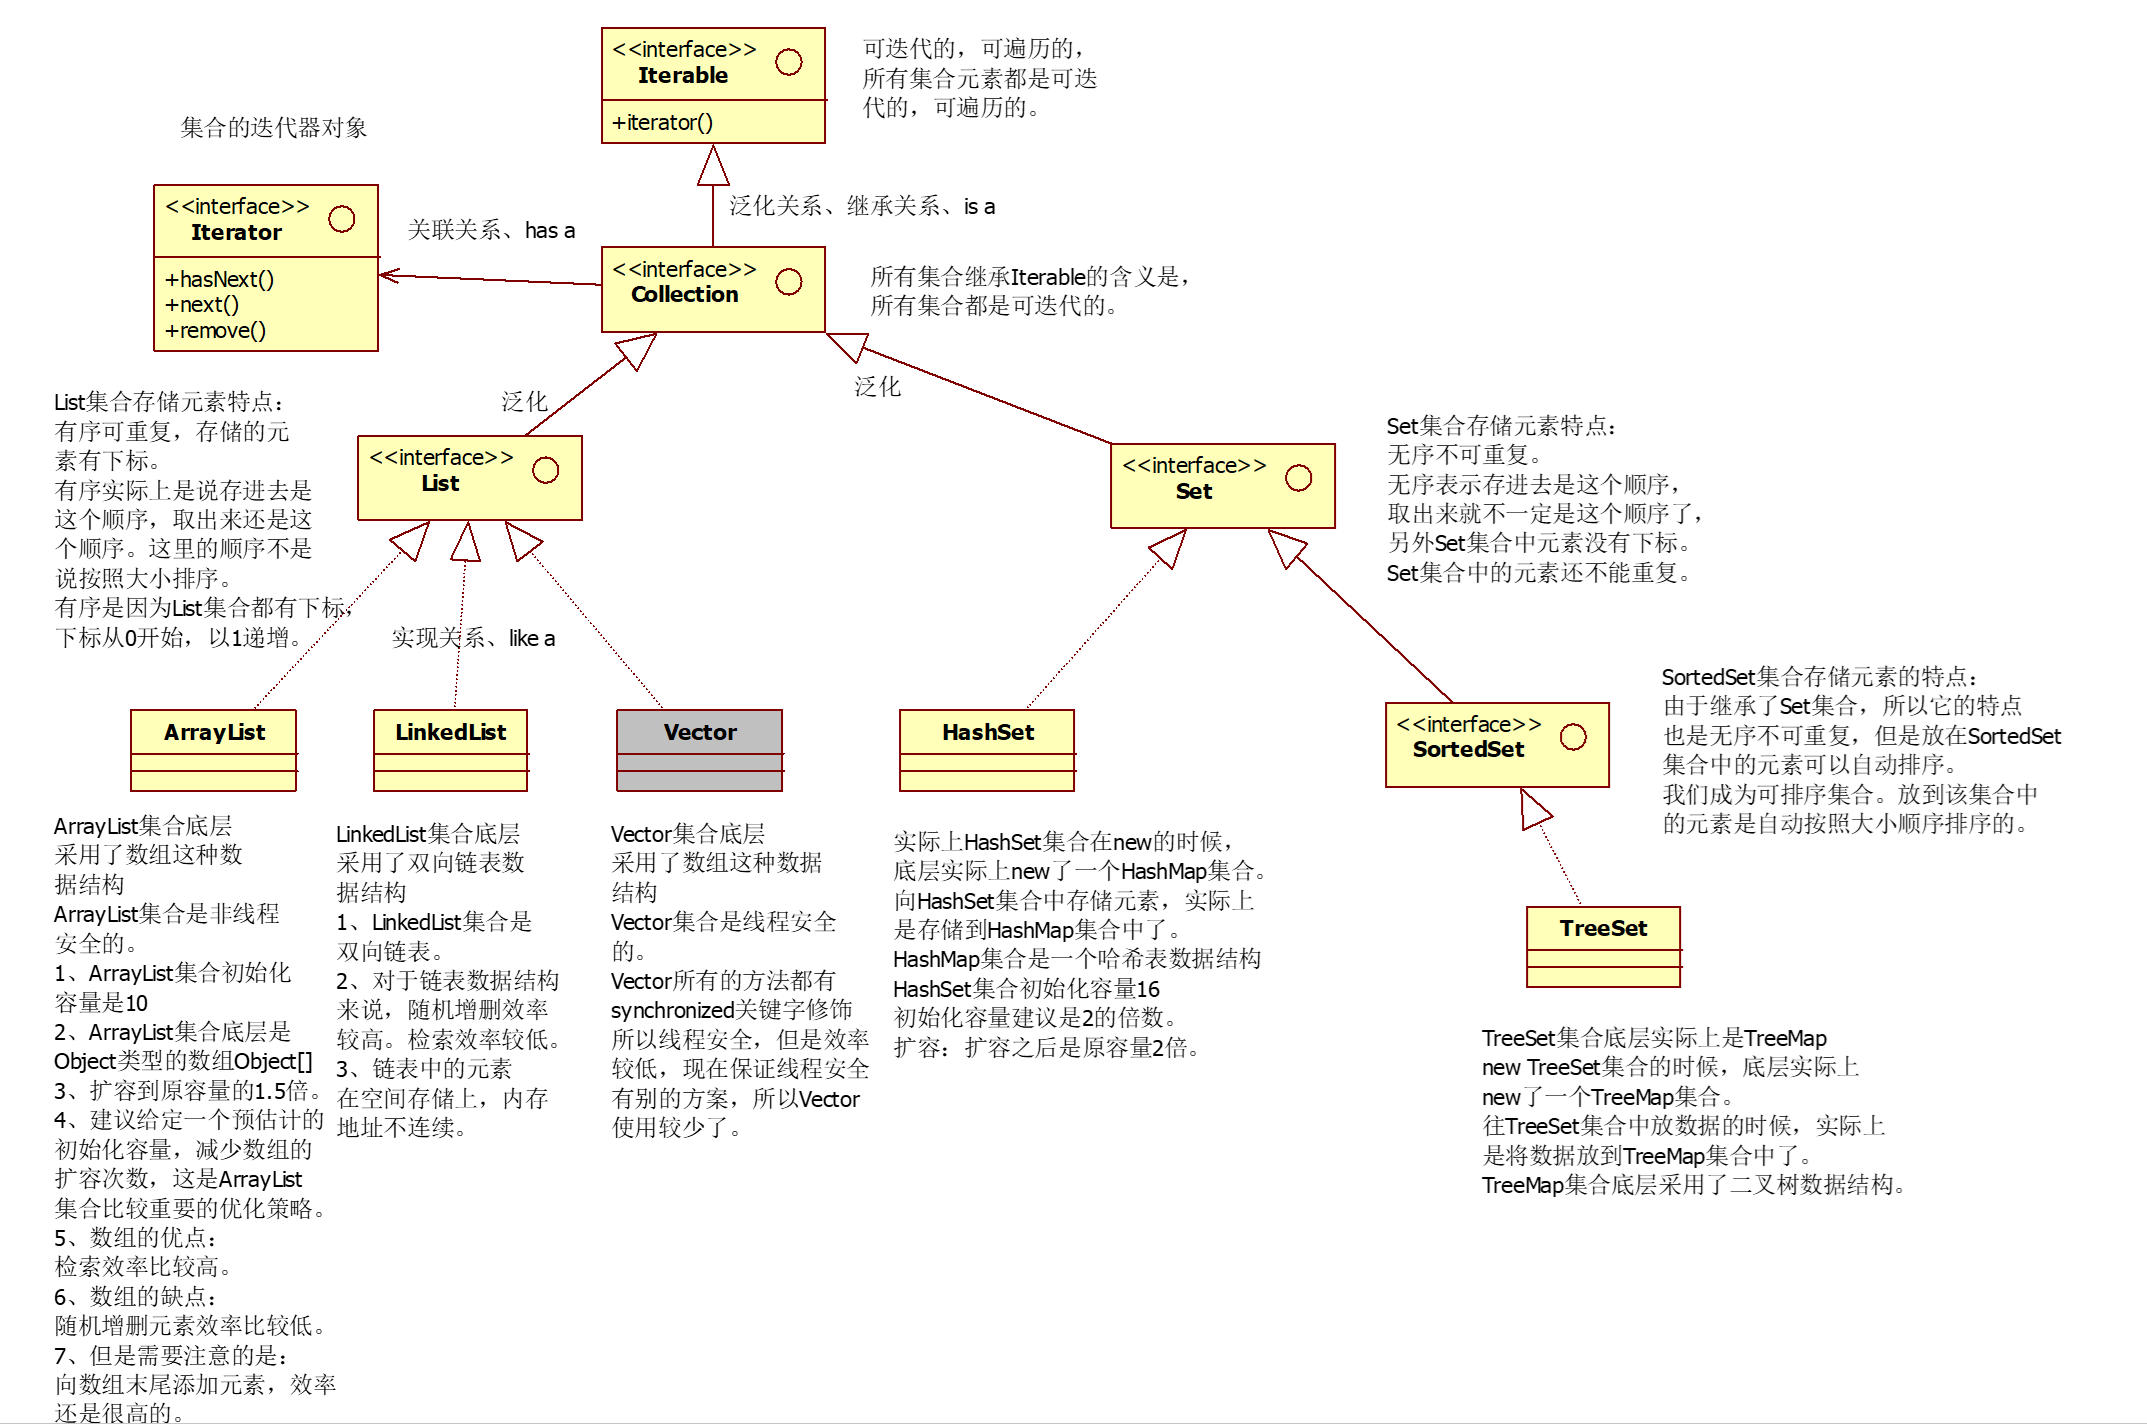 <<interface>>
Iterable
+iterator()
可迭代的，可遍历的，
所有集合元素都是可迭
代的，可遍历的。
集合的迭代器对象
<<interface>>
Iterator
+hasNext()
+next()
+remove()
关联关系、has a
泛化关系、继承关系、is a
<<interface>>
Collection
所有集合继承Iterable的含义是，
所有集合都是可迭代的。
泛化
泛化
List集合存储元素特点：
有序可重复，存储的元
素有下标。
有序实际上是说存进去是
这个顺序，取出来还是这
个顺序。这里的顺序不是
说按照大小排序。
有序是因为List集合都有下标，
下标从0开始，以1递增。
<<interface>>
List
<<interface>>
Set
Set集合存储元素特点：
无序不可重复。
无序表示存进去是这个顺序，
取出来就不一定是这个顺序了，
另外Set集合中元素没有下标。
Set集合中的元素还不能重复。
实现关系、like a
ArrayList
LinkedList
Vector
HashSet
<<interface>>
SortedSet
SortedSet集合存储元素的特点：
由于继承了Set集合，所以它的特点
也是无序不可重复，但是放在SortedSet
集合中的元素可以自动排序。
我们成为可排序集合。放到该集合中
的元素是自动按照大小顺序排序的。
ArrayList集合底层
采用了数组这种数
据结构
ArrayList集合是非线程
安全的。
1、ArrayList集合初始化
容量是10
2、ArrayList集合底层是
Object类型的数组Object[]
3、扩容到原容量的1.5倍。
4、建议给定一个预估计的
初始化容量，减少数组的
扩容次数，这是ArrayList
集合比较重要的优化策略。
5、数组的优点：
检索效率比较高。
6、数组的缺点：
随机增删元素效率比较低。
7、但是需要注意的是：
向数组末尾添加元素，效率
还是很高的。
LinkedList集合底层
采用了双向链表数
据结构
1、LinkedList集合是
双向链表。
2、对于链表数据结构
来说，随机增删效率
较高。检索效率较低。
3、链表中的元素
在空间存储上，内存
地址不连续。
Vector集合底层
采用了数组这种数据
结构
Vector集合是线程安全
的。
Vector所有的方法都有
synchronized关键字修饰
所以线程安全，但是效率
较低，现在保证线程安全
有别的方案，所以Vector
使用较少了。
实际上HashSet集合在new的时候，
底层实际上new了一个HashMap集合。
向HashSet集合中存储元素，实际上
是存储到HashMap集合中了。
HashMap集合是一个哈希表数据结构
HashSet集合初始化容量16
初始化容量建议是2的倍数。
扩容：扩容之后是原容量2倍。
TreeSet
TreeSet集合底层实际上是TreeMap
new TreeSet集合的时候，底层实际上
new了一个TreeMap集合。
往TreeSet集合中放数据的时候，实际上
是将数据放到TreeMap集合中了。
TreeMap集合底层采用了二叉树数据结构。